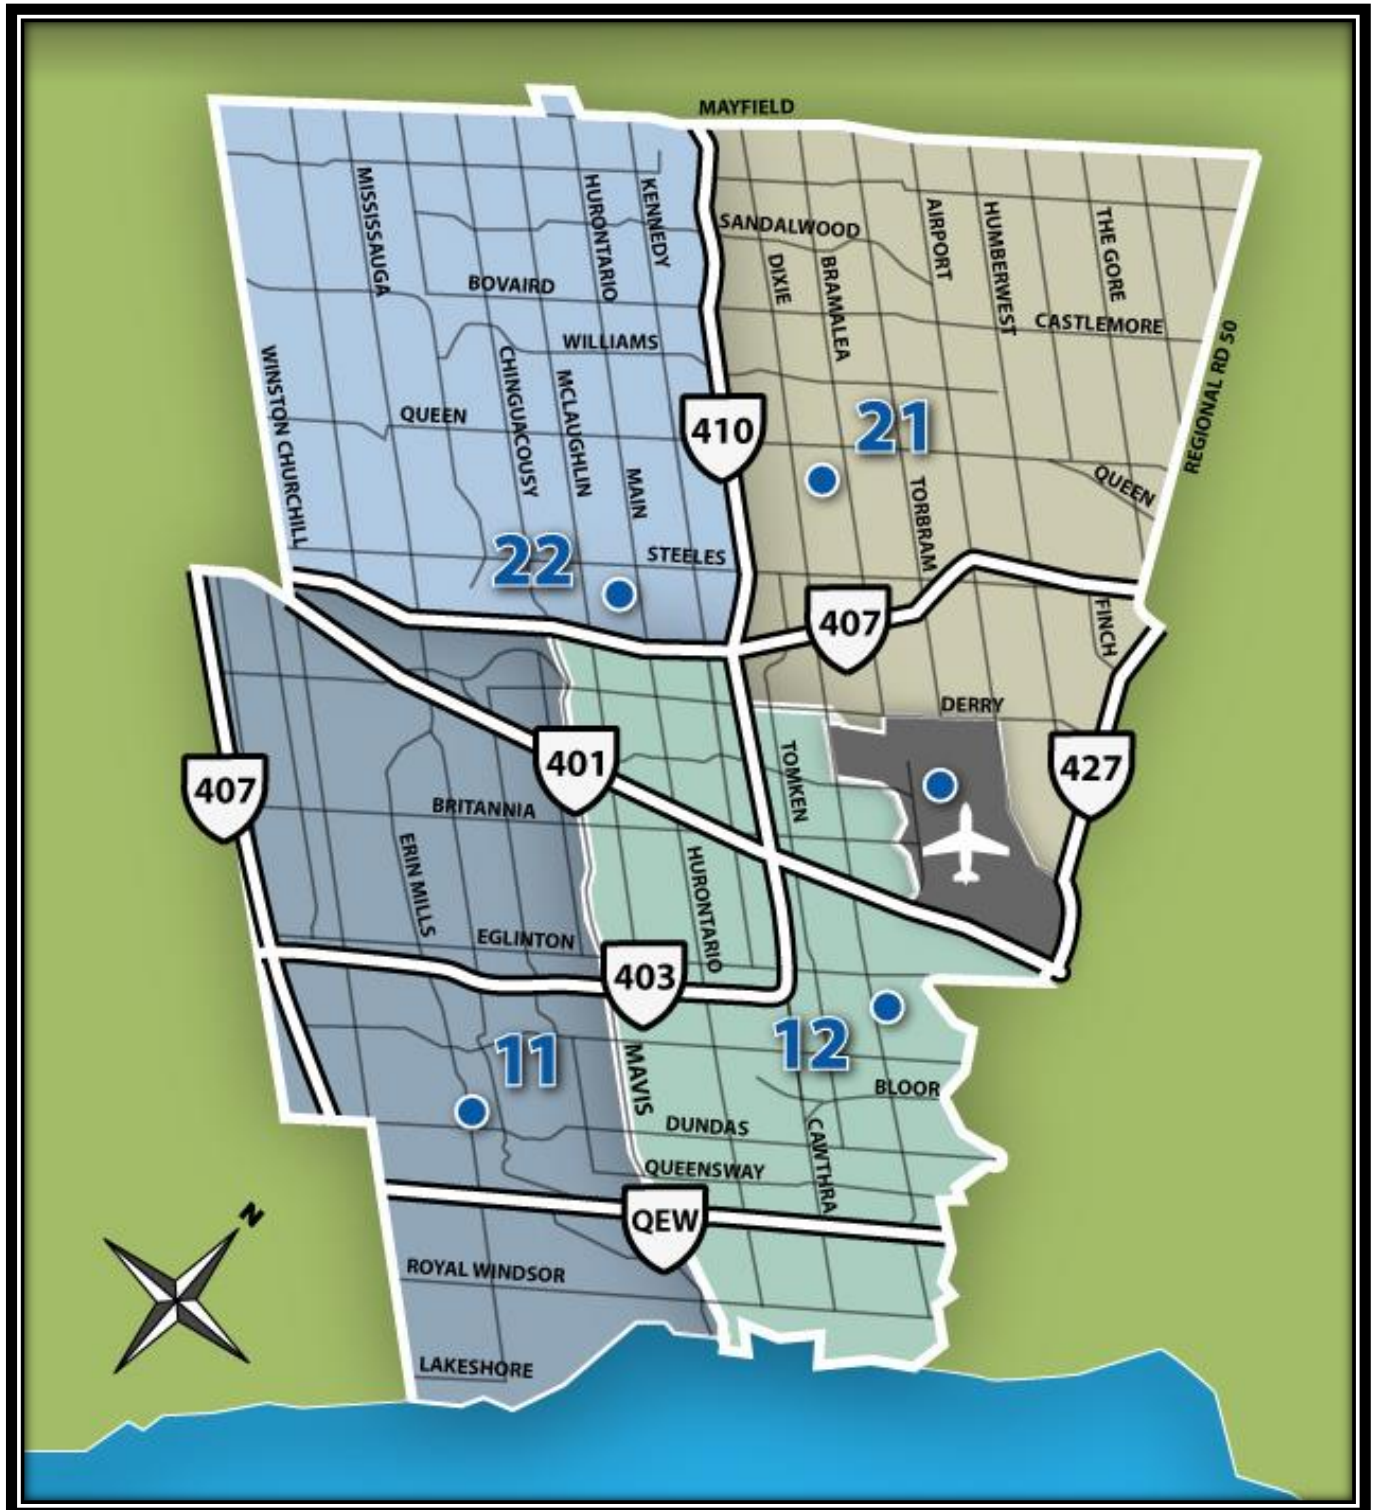 MAYFIELD
MISSISSAUGA
HURONTARIO
KENNEDY
SANDALWOOD
AIRPORT
HUMBERWEST
THE GORE
DIXIE
BRAMALEA
BOVAIRD
CASTLEMORE
WILLIAMS
REGIONAL RD 50
WINSTON CHURCHILL
CHINGUACOUSY
MCLAUGHLIN
QUEEN
410
21
MAIN
TORBRAM
QUEEN
22
STEELES
407
FINCH
DERRY
401
TOMKEN
427
407
BRITANNIA
ERIN MILLS
HURONTARIO
EGLINTON
403
11
12
MAVIS
BLOOR
DUNDAS
CAWTHRA
QUEENSWAY
QEW
N
ROYAL WINDSOR
LAKESHORE